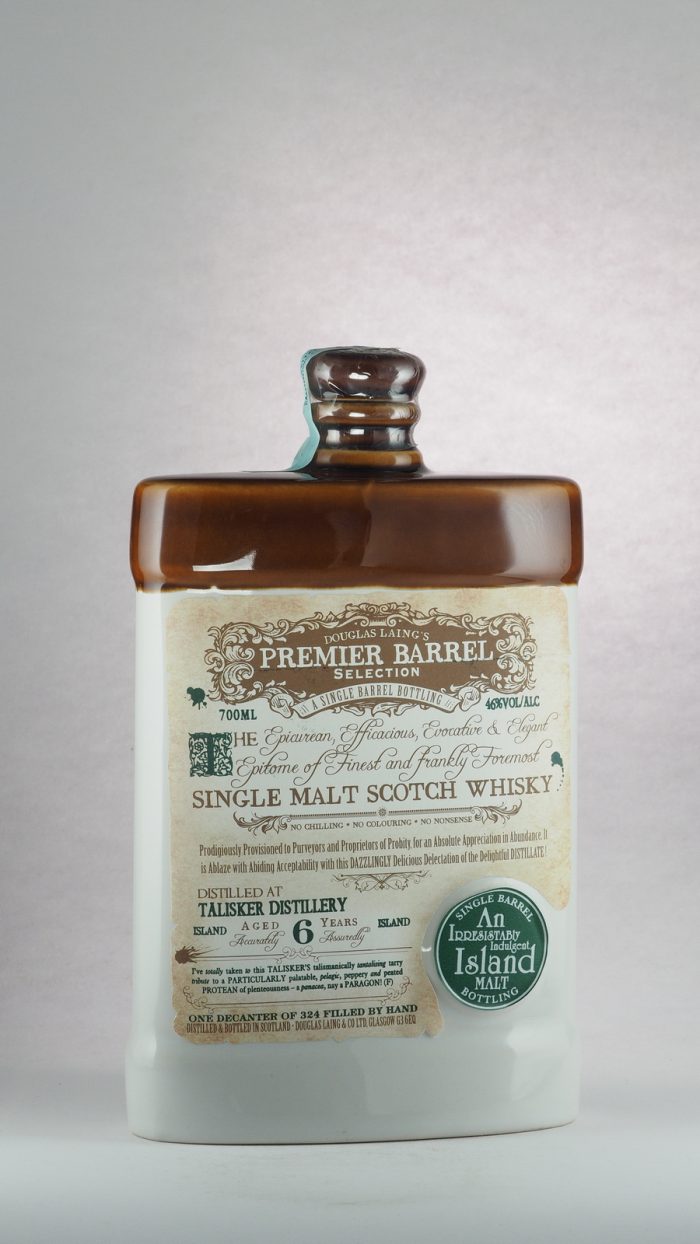 DOUGLAS LAING'S
PREMIER BARREL
SELECTION
A SINGLE BARREL BOTTLING
700ML
46%VOL/ALC
THE Epicurean, Efficacious, Evocative & Elegant
Epitome of Finest and frankly Foremost
SINGLE MALT SCOTCH WHISKY
NO CHILLING • NO COLOURING • NO NONSENSE
Prodigiously Provisioned to Purveyors and Proprietors of Probity, for an Absolute Appreciation in Abundance. It
is Ablaze with Abiding Acceptability with this DAZZLINGLY Delicious Delectation of the Delightful DISTILLATE!
DISTILLED AT
TALISKER DISTILLERY
ISLAND AGED 6 YEARS ISLAND
Accurately Assuredly
I've totally taken to this TALISKER'S talismanically tantalising tarry
tribute to a PARTICULARLY palatable, pelagic, peppery and peated
PROTEAN of plenteousness – a panacea, nay a PARAGON! (F)
ONE DECANTER OF 324 FILLED BY HAND
DISTILLED & BOTTLED IN SCOTLAND · DOUGLAS LAING & CO LTD, GLASGOW G3 6EQ
SINGLE BARREL
An
IRRESISTABLY
Indulgent
Island
MALT
BOTTLING